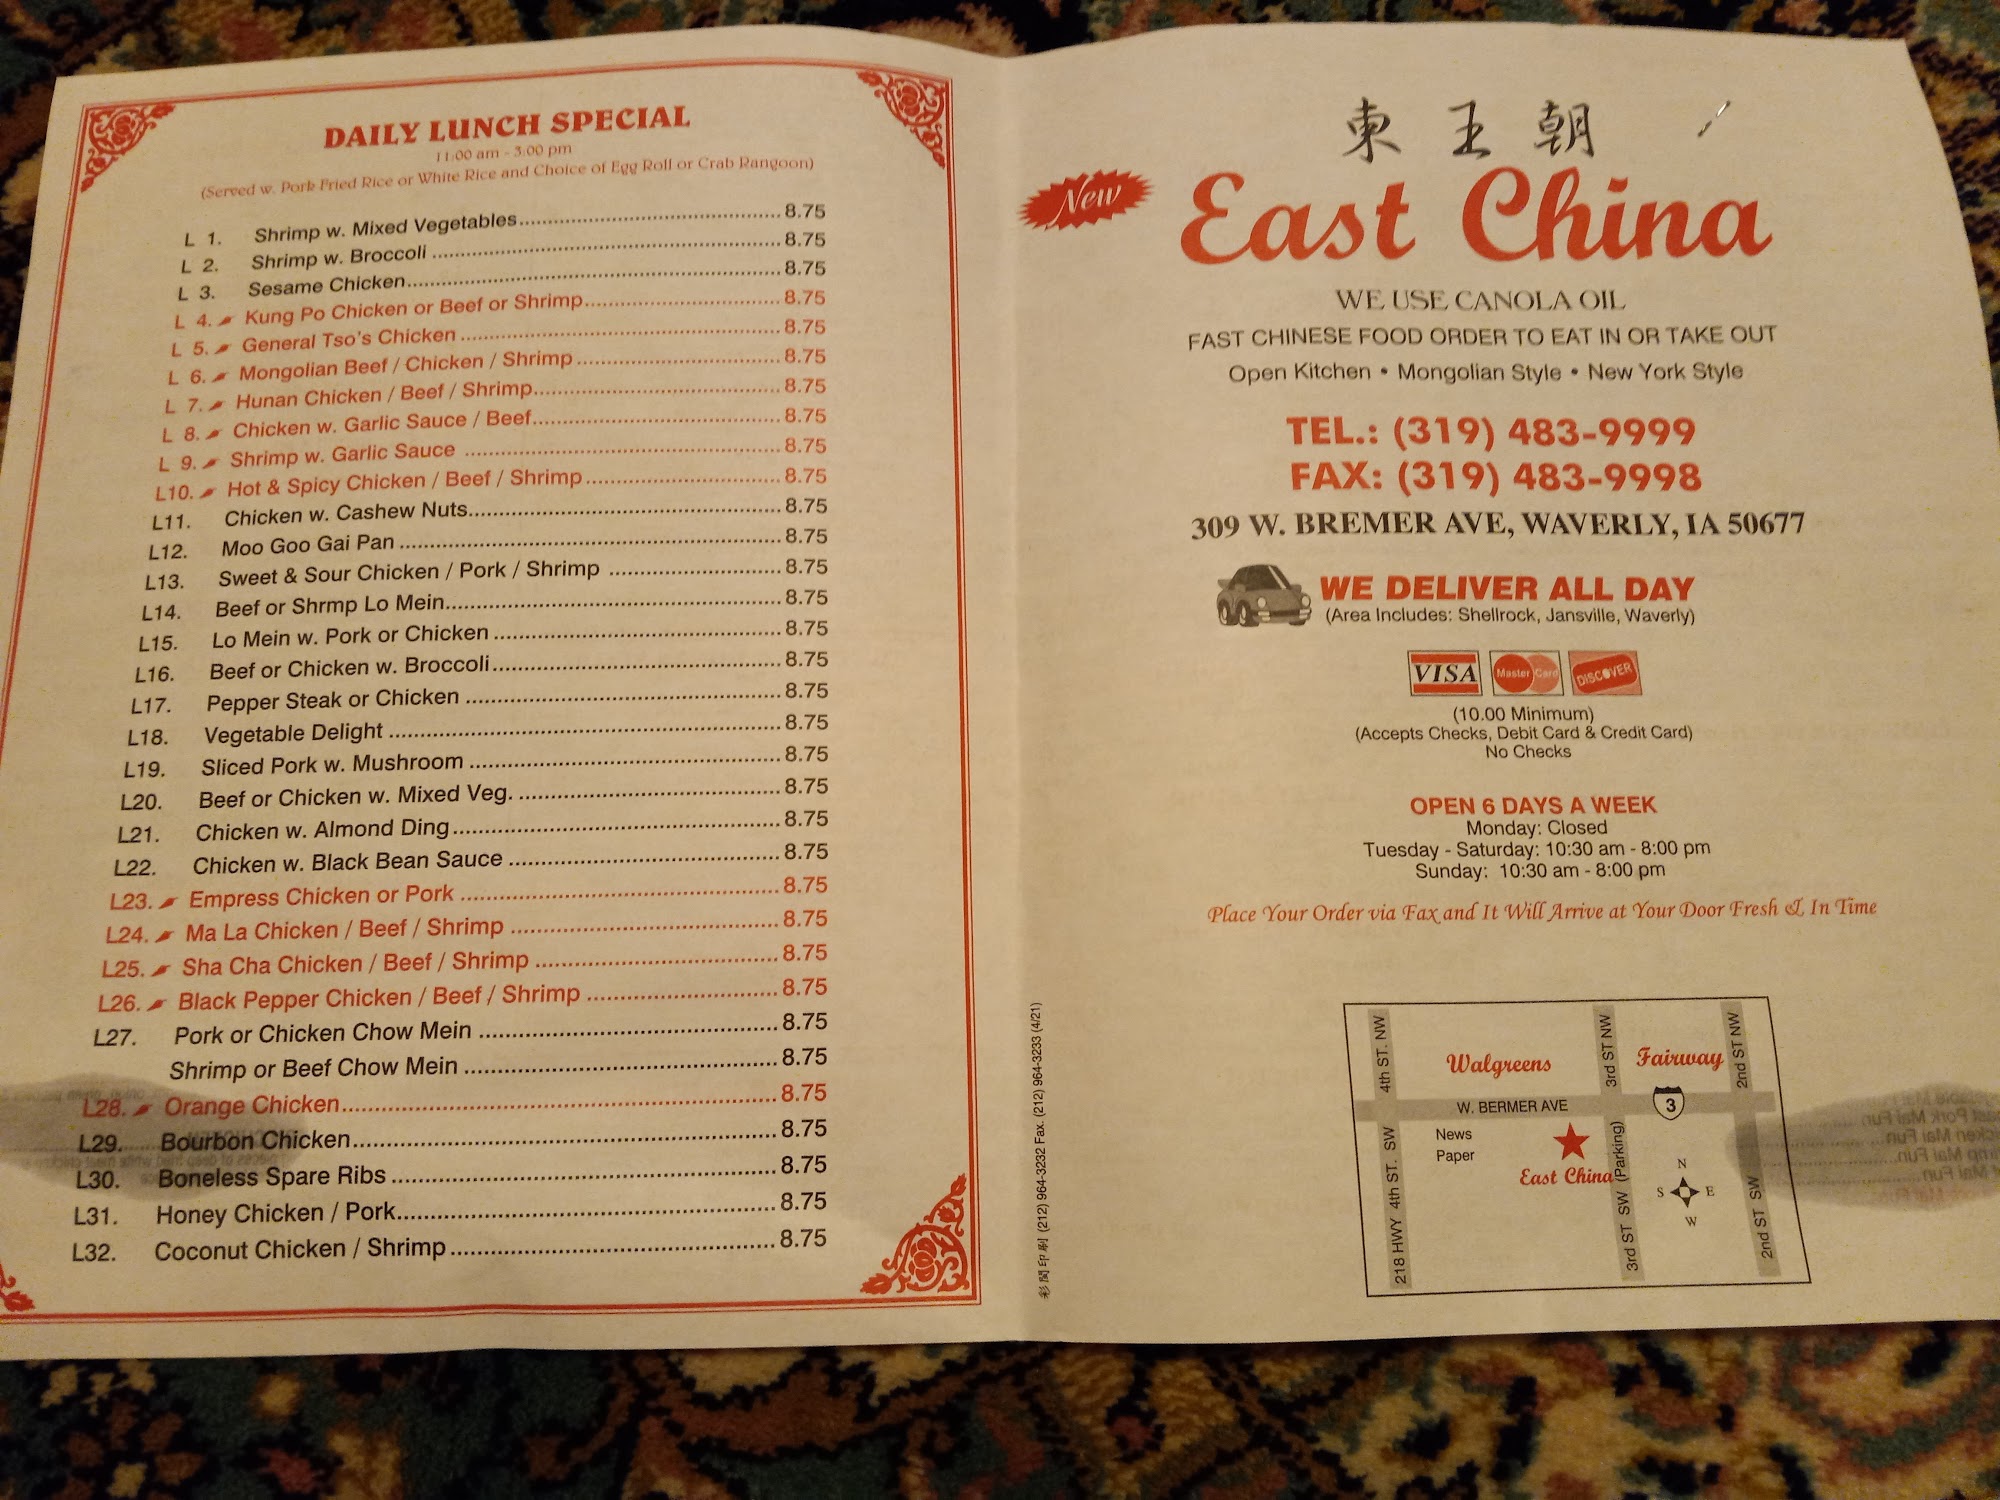 DAILY LUNCH SPECIAL
11:00 am - 3:00 pm
(Served w. Pork Fried Rice or White Rice and Choice of Egg Roll or Crab Rangoon)
L 1. Shrimp w. Mixed Vegetables 8.75
L 2. Shrimp w. Broccoli 8.75
L 3. Sesame Chicken 8.75
L 4. Kung Po Chicken or Beef or Shrimp 8.75
L 5. General Tso's Chicken 8.75
L 6. Mongolian Beef / Chicken / Shrimp 8.75
L 7. Hunan Chicken / Beef / Shrimp 8.75
L 8. Chicken w. Garlic Sauce / Beef 8.75
L 9. Shrimp w. Garlic Sauce 8.75
L10. Hot & Spicy Chicken / Beef / Shrimp 8.75
L11. Chicken w. Cashew Nuts 8.75
L12. Moo Goo Gai Pan 8.75
L13. Sweet & Sour Chicken / Pork / Shrimp 8.75
L14. Beef or Shrmp Lo Mein 8.75
L15. Lo Mein w. Pork or Chicken 8.75
L16. Beef or Chicken w. Broccoli 8.75
L17. Pepper Steak or Chicken 8.75
L18. Vegetable Delight 8.75
L19. Sliced Pork w. Mushroom 8.75
L20. Beef or Chicken w. Mixed Veg. 8.75
L21. Chicken w. Almond Ding 8.75
L22. Chicken w. Black Bean Sauce 8.75
L23. Empress Chicken or Pork 8.75
L24. Ma La Chicken / Beef / Shrimp 8.75
L25. Sha Cha Chicken / Beef / Shrimp 8.75
L26. Black Pepper Chicken / Beef / Shrimp 8.75
L27. Pork or Chicken Chow Mein 8.75
Shrimp or Beef Chow Mein 8.75
L28. Orange Chicken 8.75
L29. Bourbon Chicken 8.75
L30. Boneless Spare Ribs 8.75
L31. Honey Chicken / Pork 8.75
L32. Coconut Chicken / Shrimp 8.75
彩閣印刷 (212) 964-3232 Fax. (212) 964-3233 (4/21)
東王朝
New
East China
WE USE CANOLA OIL
FAST CHINESE FOOD ORDER TO EAT IN OR TAKE OUT
Open Kitchen • Mongolian Style • New York Style
TEL.: (319) 483-9999
FAX: (319) 483-9998
309 W. BREMER AVE, WAVERLY, IA 50677
WE DELIVER ALL DAY
(Area Includes: Shellrock, Jansville, Waverly)
VISA MasterCard DISCOVER
(10.00 Minimum)
(Accepts Checks, Debit Card & Credit Card)
No Checks
OPEN 6 DAYS A WEEK
Monday: Closed
Tuesday - Saturday: 10:30 am - 8:00 pm
Sunday: 10:30 am - 8:00 pm
Place Your Order via Fax and It Will Arrive at Your Door Fresh & In Time
4th ST. NW
Walgreens
3rd ST NW
Fairway
2nd ST NW
W. BERMER AVE
3
News
Paper
East China
218 HWY 4th ST. SW
3rd ST SW (Parking)
2nd ST SW
N
S E
W